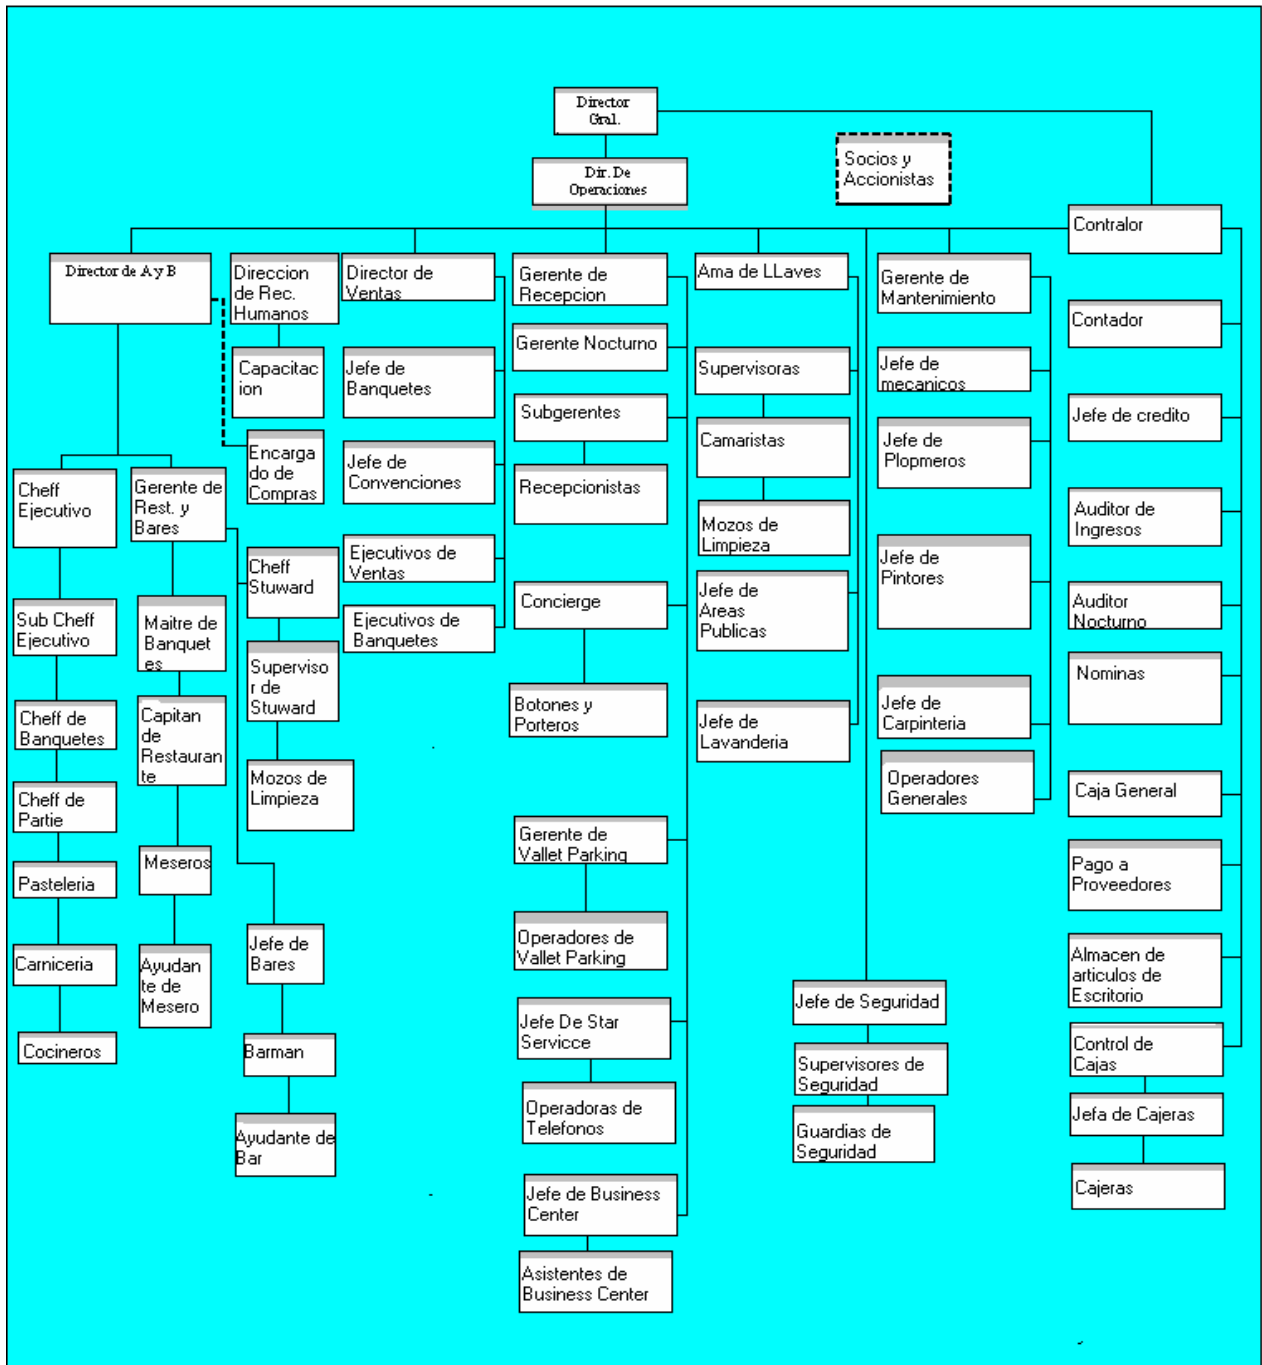 Director
Gral.
Dir. De
Operaciones
Socios y
Accionistas
Contralor
Director de A y B
Direccion
de Rec.
Humanos
Director de
Ventas
Gerente de
Recepcion
Ama de LLaves
Gerente de
Mantenimiento
Contador
Capacitac
ion
Jefe de
Banquetes
Gerente Nocturno
Supervisoras
Jefe de
mecanicos
Jefe de credito
Encarga
do de
Compras
Jefe de
Convenciones
Subgerentes
Camaristas
Jefe de
Plopmeros
Recepcionistas
Mozos de
Limpieza
Auditor de
Ingresos
Cheff
Ejecutivo
Gerente de
Rest. y
Bares
Cheff
Stuward
Ejecutivos de
Ventas
Concierge
Jefe de
Areas
Publicas
Jefe de
Pintores
Auditor
Nocturno
Sub Cheff
Ejecutivo
Maitre de
Banquet
es
Superviso
r de
Stuward
Ejecutivos de
Banquetes
Botones y
Porteros
Jefe de
Lavanderia
Jefe de
Carpinteria
Nominas
Cheff de
Banquetes
Capitan
de
Restauran
te
Mozos de
Limpieza
Operadores
Generales
Caja General
Cheff de
Partie
Meseros
Gerente de
Vallet Parking
Pago a
Proveedores
Pasteleria
Jefe de
Bares
Operadores de
Vallet Parking
Almacen de
articulos de
Escritorio
Carniceria
Ayudan
te de
Mesero
Jefe de Seguridad
Cocineros
Barman
Jefe De Star
Servicce
Supervisores de
Seguridad
Control de
Cajas
Ayudante de
Bar
Operadoras de
Telefonos
Guardias de
Seguridad
Jefa de Cajeras
Jefe de Business
Center
Cajeras
Asistentes de
Business Center